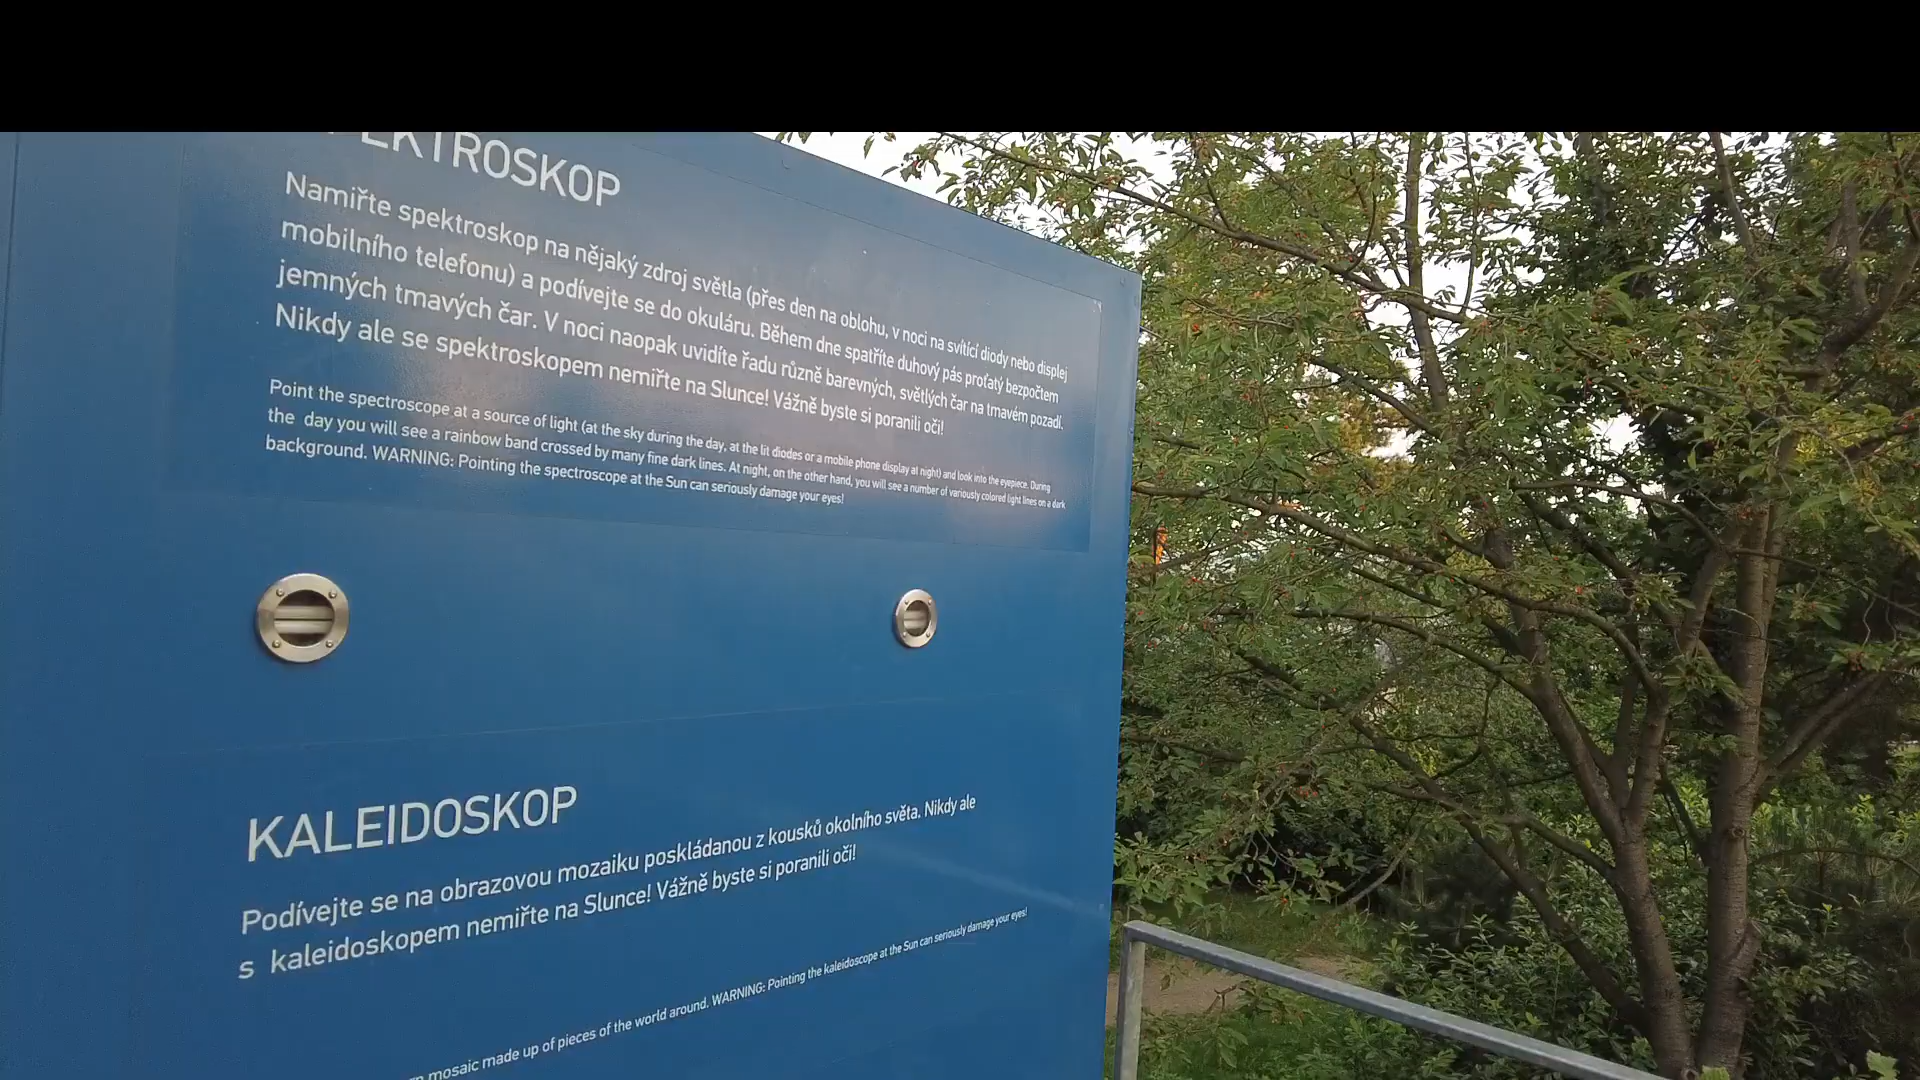 PEKTROSKOP
Namiřte spektroskop na nějaký zdroj světla (přes den na oblohu, v noci na svítící diody nebo displej
mobilního telefonu) a podívejte se do okuláru. Během dne spatříte duhový pás proťatý bezpočtem
jemných tmavých čar. V noci naopak uvidíte řadu různě barevných, světlých čar na tmavém pozadí.
Nikdy ale se spektroskopem nemiřte na Slunce! Vážně byste si poranili oči!
Point the spectroscope at a source of light (at the sky during the day, at the lit diodes or a mobile phone display at night) and look into the eyepiece. During
the day you will see a rainbow band crossed by many fine dark lines. At night, on the other hand, you will see a number of variously colored light lines on a dark
background. WARNING: Pointing the spectroscope at the Sun can seriously damage your eyes!
KALEIDOSKOP
Podívejte se na obrazovou mozaiku poskládanou z kousků okolního světa. Nikdy ale
s kaleidoskopem nemiřte na Slunce! Vážně byste si poranili oči!
mosaic made up of pieces of the world around. WARNING: Pointing the kaleidoscope at the Sun can seriously damage your eyes!